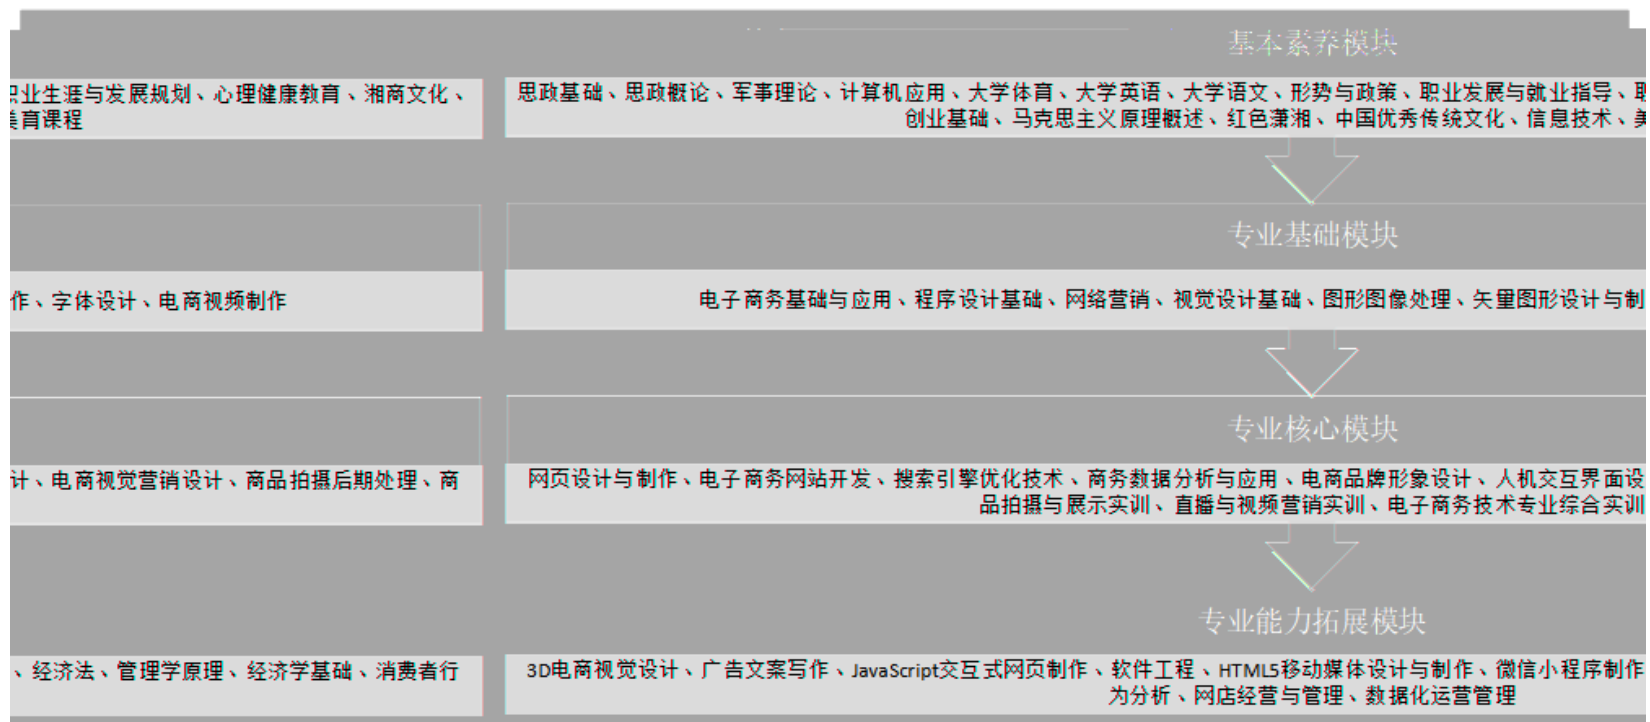 基本素养模块
思政基础、思政概论、军事理论、计算机应用、大学体育、大学英语、大学语文、形势与政策、职业发展与就业指导、职业生涯与发展规划、心理健康教育、湘商文化、
创业基础、马克思主义原理概述、红色潇湘、中国优秀传统文化、信息技术、美育课程
专业基础模块
电子商务基础与应用、程序设计基础、网络营销、视觉设计基础、图形图像处理、矢量图形设计与制作、字体设计、电商视频制作
专业核心模块
网页设计与制作、电子商务网站开发、搜索引擎优化技术、商务数据分析与应用、电商品牌形象设计、人机交互界面设计、电商视觉营销设计、商品拍摄后期处理、商
品拍摄与展示实训、直播与视频营销实训、电子商务技术专业综合实训
专业能力拓展模块
3D电商视觉设计、广告文案写作、JavaScript交互式网页制作、软件工程、HTML5移动媒体设计与制作、微信小程序制作、经济法、管理学原理、经济学基础、消费者行
为分析、网店经营与管理、数据化运营管理